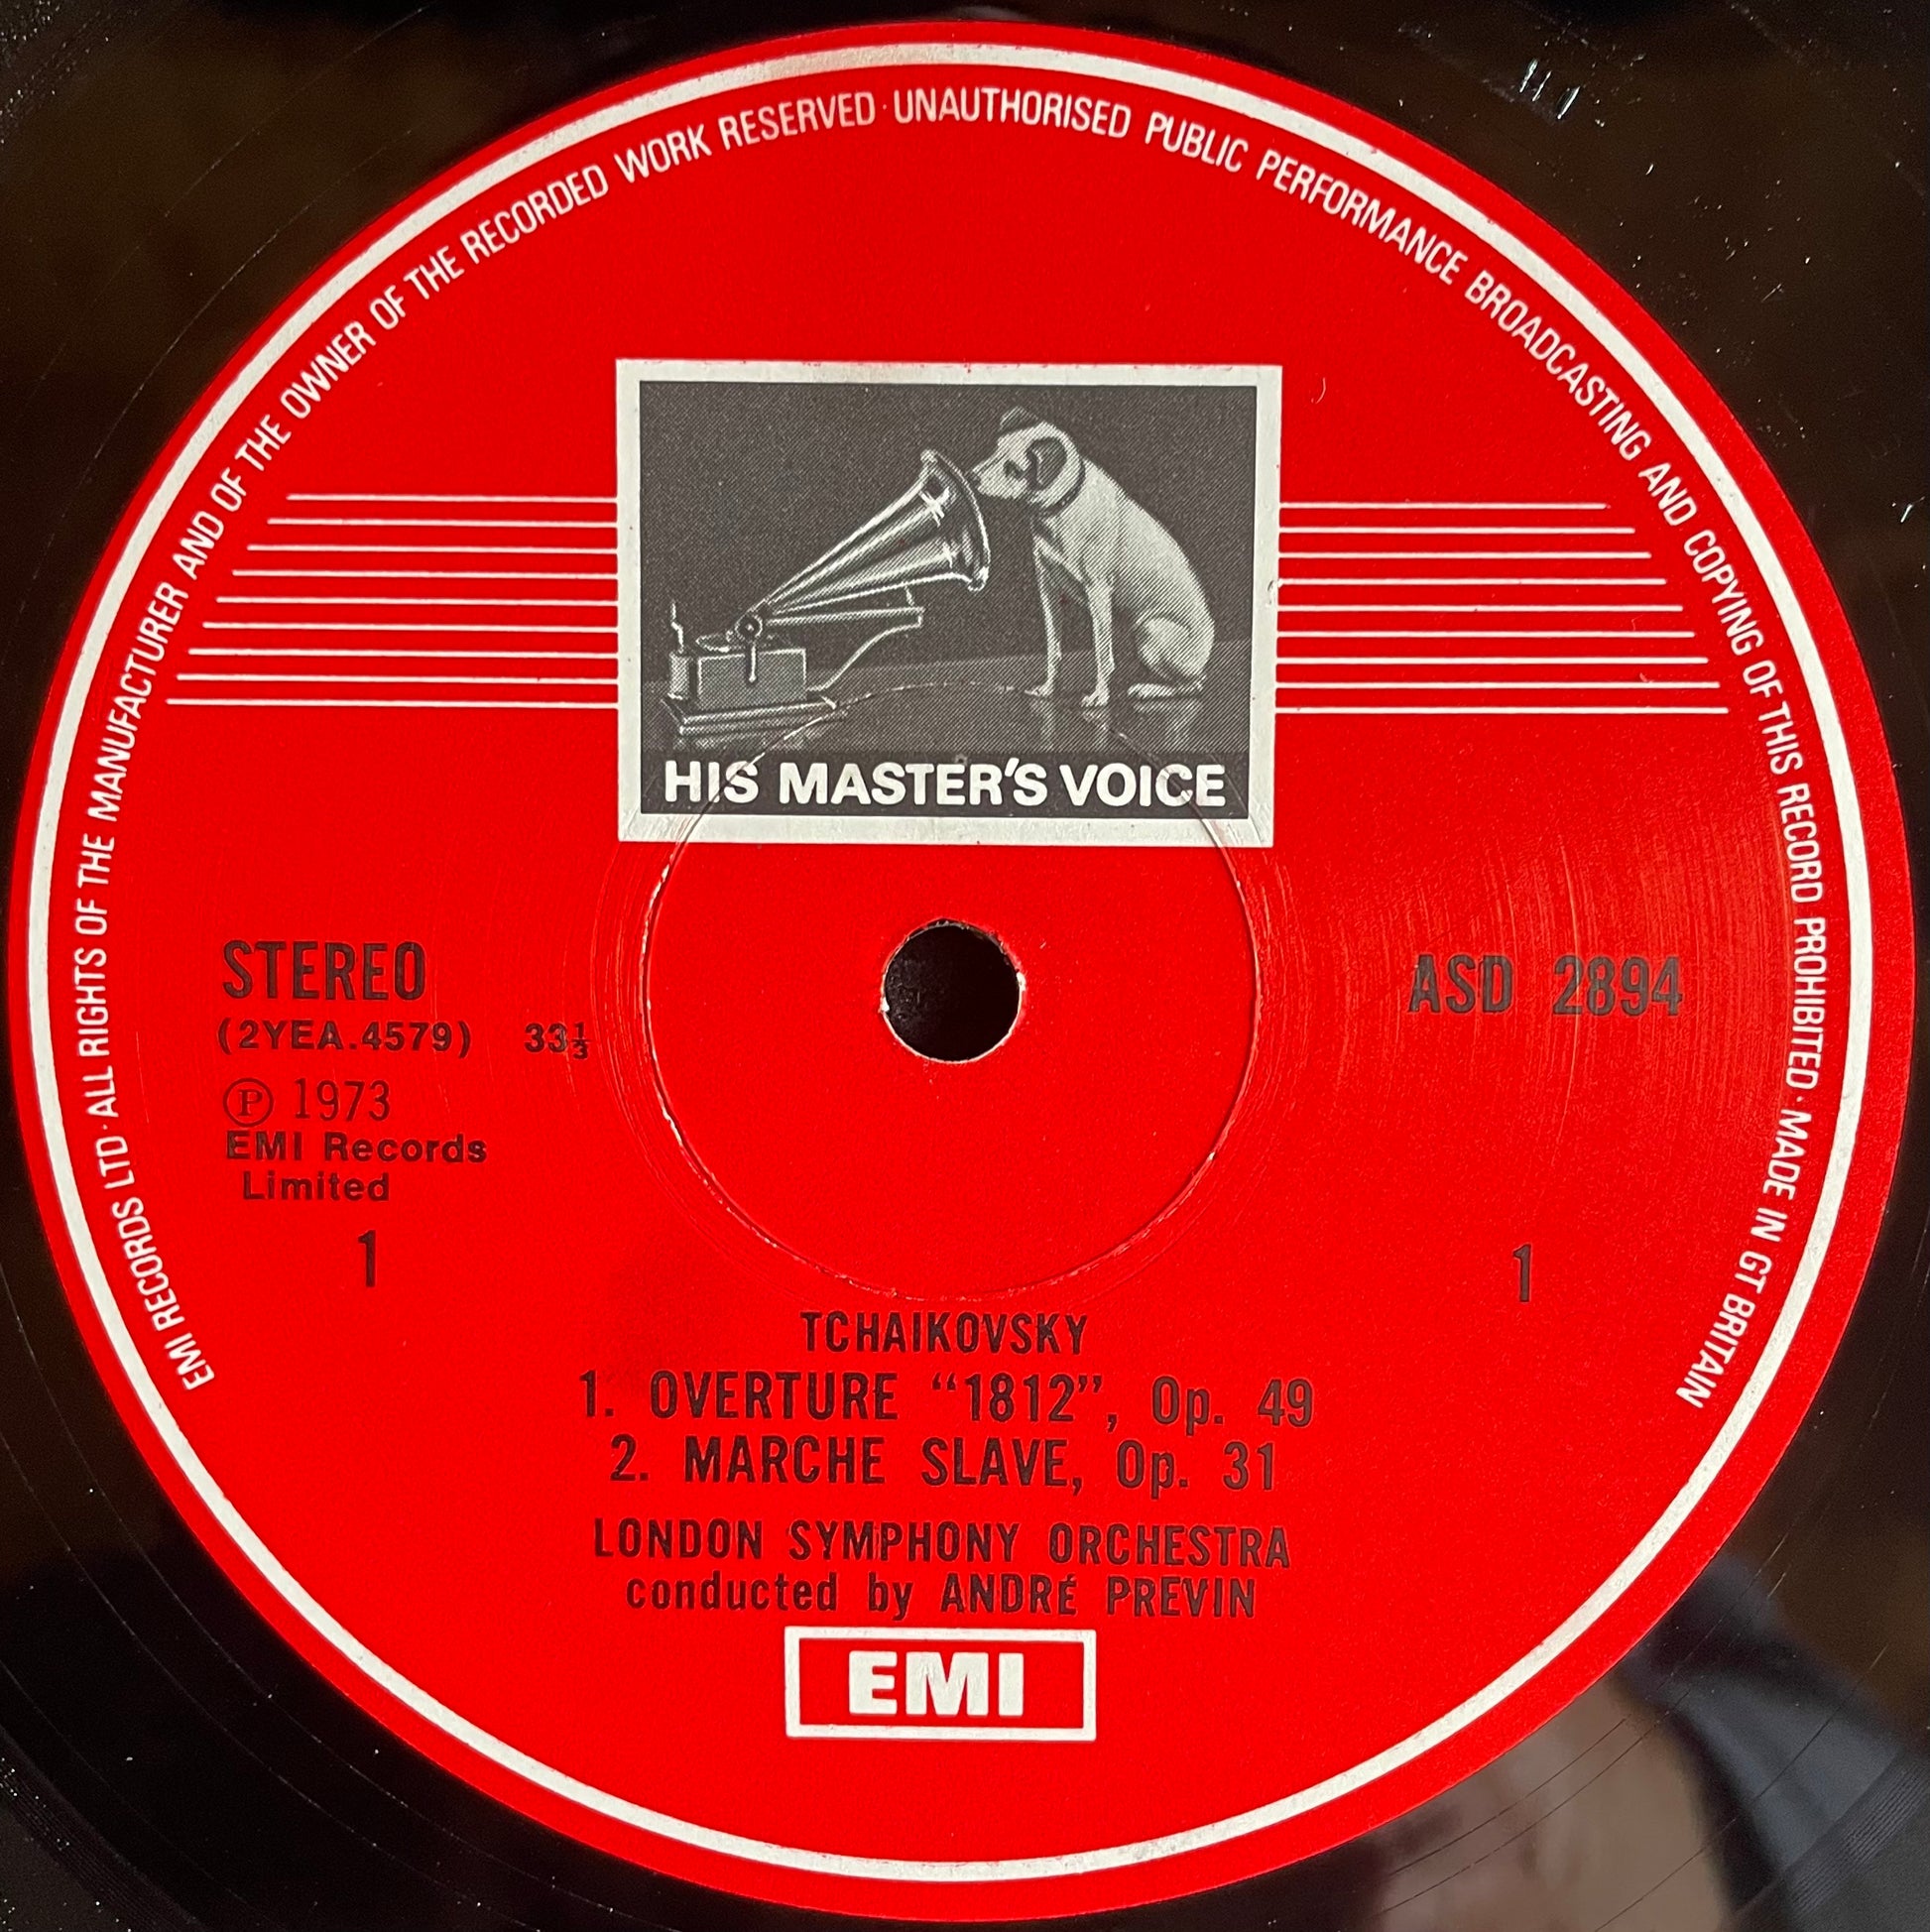 EMI RECORDS LTD · ALL RIGHTS OF THE MANUFACTURER AND OF THE OWNER OF THE RECORDED WORK RESERVED · UNAUTHORISED PUBLIC PERFORMANCE BROADCASTING AND COPYING OF THIS RECORD PROHIBITED · MADE IN GT BRITAIN
HIS MASTER'S VOICE
STEREO
(2YEA.4579) 33⅓
Ⓟ 1973
EMI Records
Limited
1
ASD 2894
1
TCHAIKOVSKY
1. OVERTURE “1812”, Op. 49
2. MARCHE SLAVE, Op. 31
LONDON SYMPHONY ORCHESTRA
conducted by ANDRÉ PREVIN
EMI